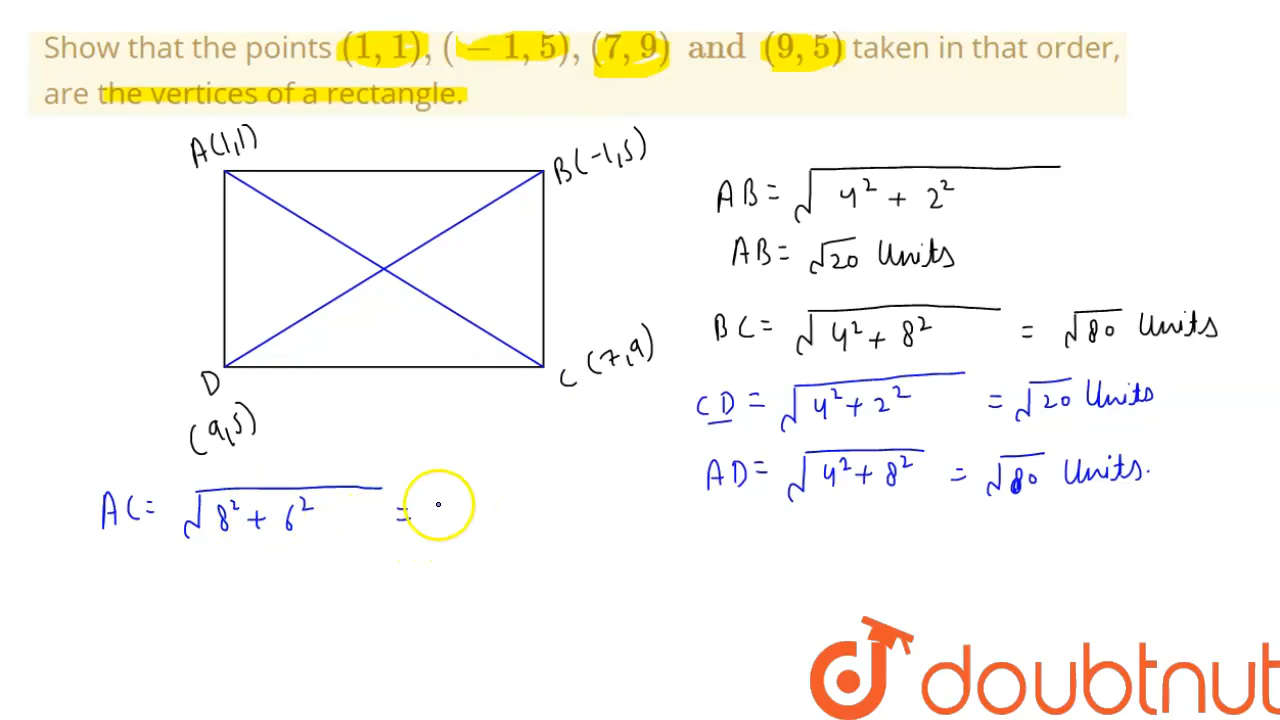 Show that the points (1, 1), (−1, 5), (7, 9) and (9, 5) taken in that order,
are the vertices of a rectangle.
A(1,1)
B(-1,5)
D
(9,5)
C (7,9)
AB = √4² + 2²
AB = √20 Units
BC = √4² + 8² = √80 Units
CD = √4² + 2² = √20 Units
AD = √4² + 8² = √80 Units.
AC = √8² + 6² =
doubtnut